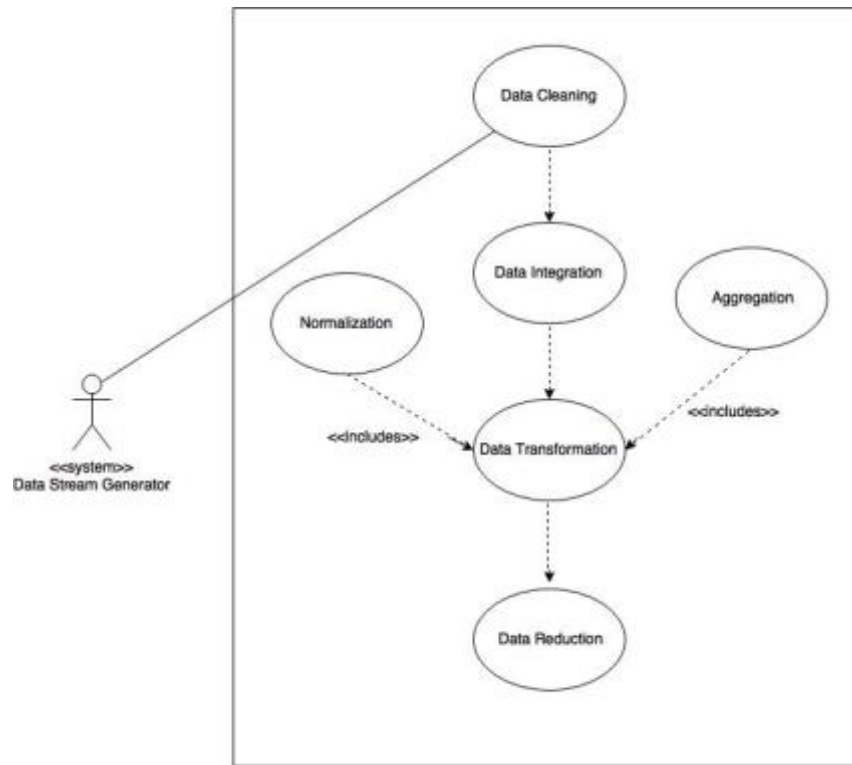 Data Cleaning
Data Integration
Aggregation
Normalization
<<includes>>
<<includes>>
Data Transformation
<<system>>
Data Stream Generator
Data Reduction